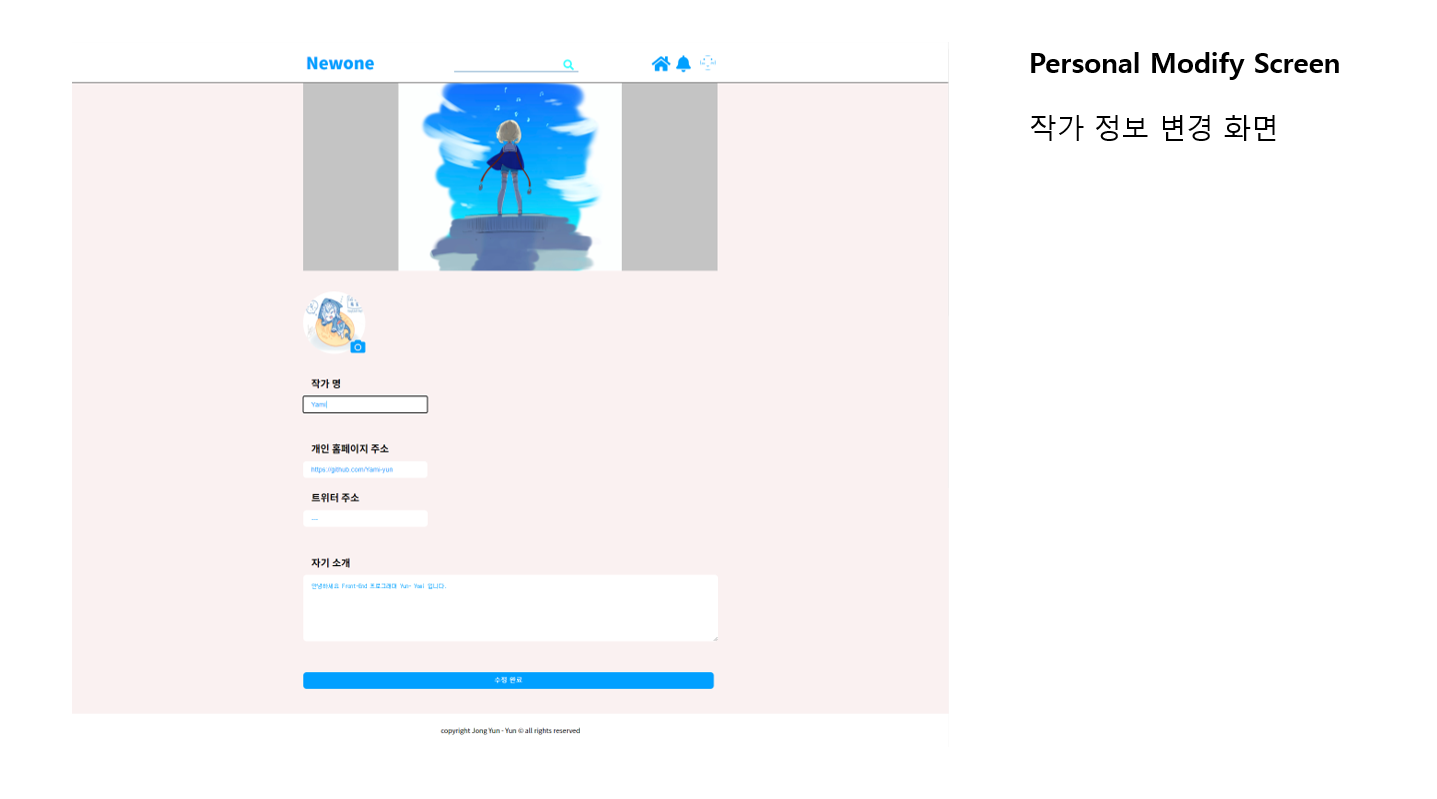 Newone
Personal Modify Screen
작가 정보 변경 화면
작가 명
Yami
개인 홈페이지 주소
https://github.com/Yami-yun
트위터 주소
자기 소개
안녕하세요 Front-End 프로그래머 Yun-
입니다.
수정 완료
copyright Jong Yun - Yun © all rights reserved